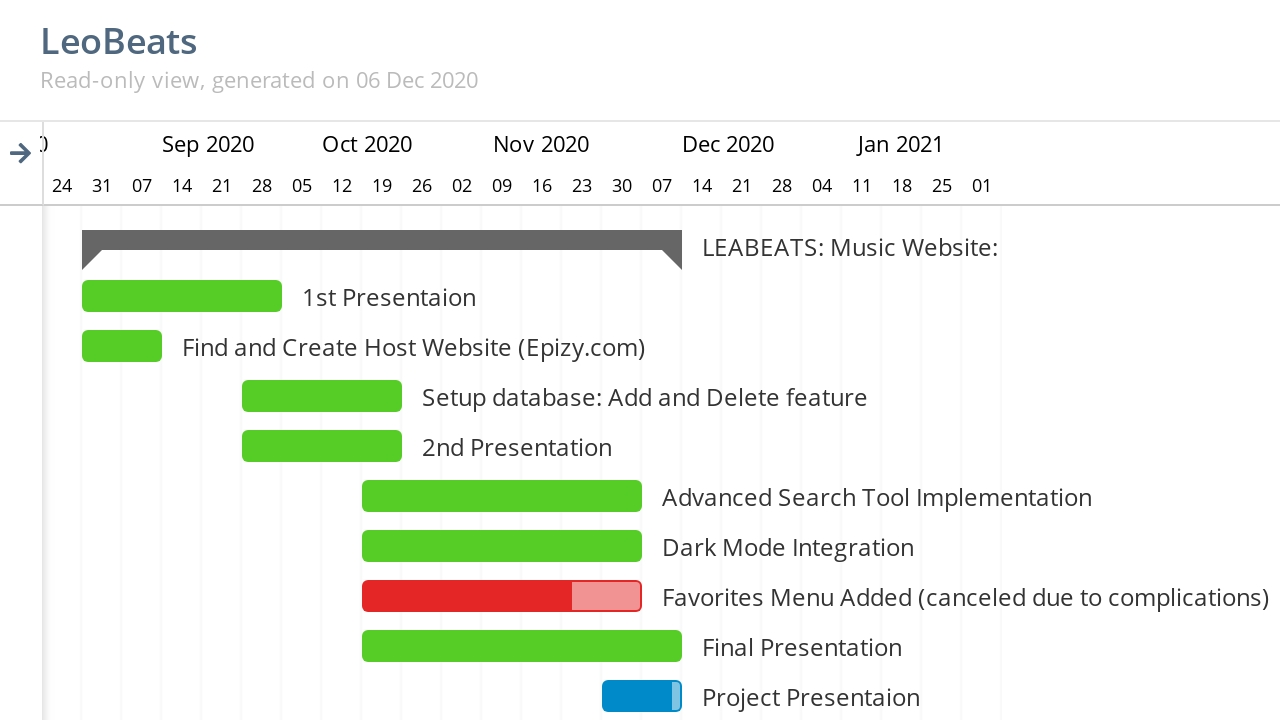 LeoBeats
Read-only view, generated on 06 Dec 2020
0 Sep 2020 Oct 2020 Nov 2020 Dec 2020 Jan 2021
24 31 07 14 21 28 05 12 19 26 02 09 16 23 30 07 14 21 28 04 11 18 25 01
LEABEATS: Music Website:
1st Presentaion
Find and Create Host Website (Epizy.com)
Setup database: Add and Delete feature
2nd Presentation
Advanced Search Tool Implementation
Dark Mode Integration
Favorites Menu Added (canceled due to complications)
Final Presentation
Project Presentaion